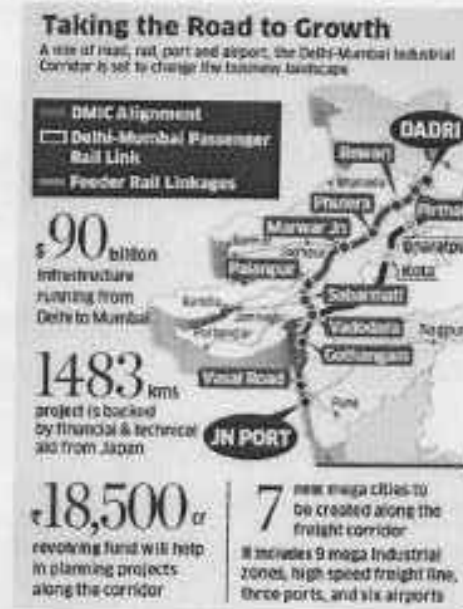 Taking the Road to Growth
A mix of road, rail, port and airport, the Delhi-Mumbai Industrial
Corridor is set to change the business landscape
DMIC Alignment
Delhi-Mumbai Passenger
Rail Link
Feeder Rail Linkages
DADRI
Rewari
Phulera
Marwar Jn
Bharatpur
Palanpur
Kota
Sabarmati
Kandla
Vadodara
Nagpur
Gothangam
Vasai Road
Pune
JN PORT
$90 billion
infrastructure
running from
Delhi to Mumbai
1483 kms
project is backed
by financial & technical
aid from Japan
₹18,500 cr
revolving fund will help
in planning projects
along the corridor
7 new mega cities to
be created along the
freight corridor
It includes 9 mega industrial
zones, high speed freight line,
three ports, and six airports